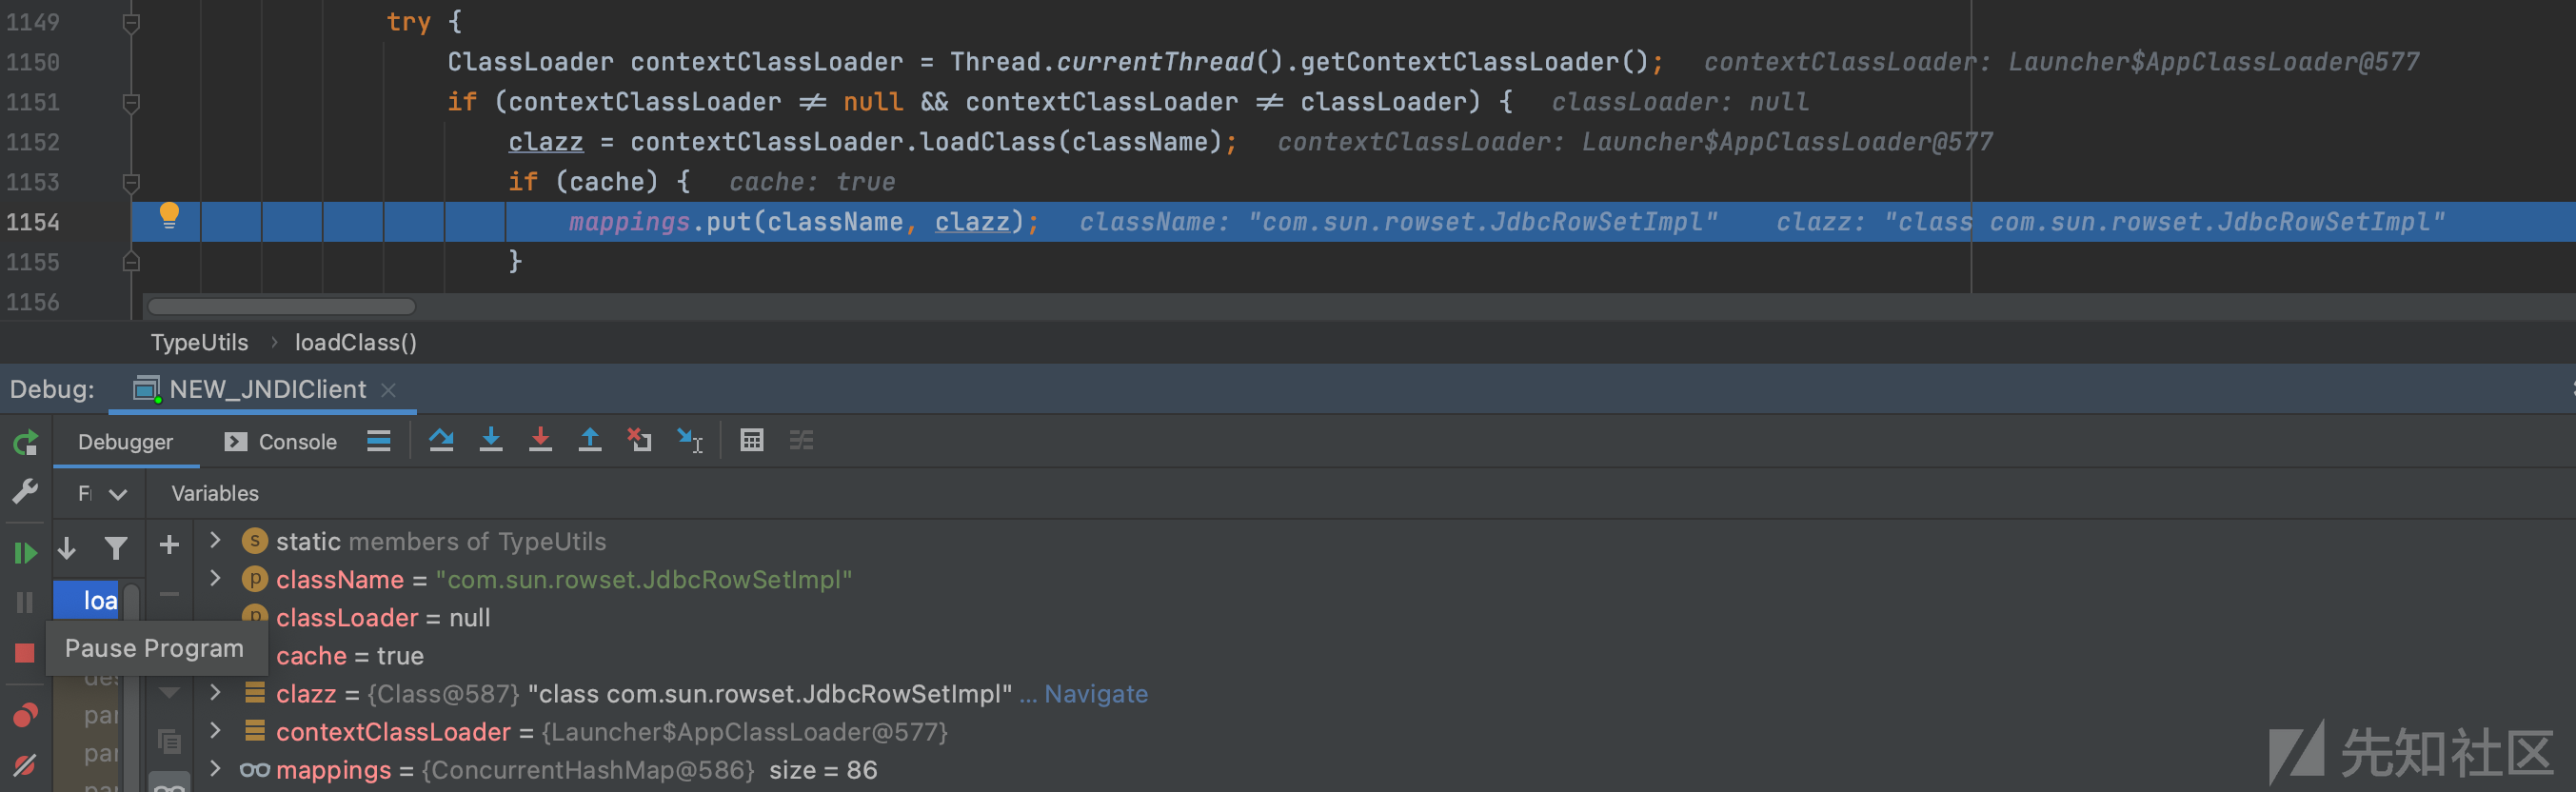 1149 try {
1150 ClassLoader contextClassLoader = Thread.currentThread().getContextClassLoader(); contextClassLoader: Launcher$AppClassLoader@577
1151 if (contextClassLoader ≠ null && contextClassLoader ≠ classLoader) { classLoader: null
1152 clazz = contextClassLoader.loadClass(className); contextClassLoader: Launcher$AppClassLoader@577
1153 if (cache) { cache: true
1154 mappings.put(className, clazz); className: "com.sun.rowset.JdbcRowSetImpl" clazz: "class com.sun.rowset.JdbcRowSetImpl"
1155 }
1156
TypeUtils › loadClass()
Debug: NEW_JNDIClient
Debugger Console
Variables
static members of TypeUtils
className = "com.sun.rowset.JdbcRowSetImpl"
loa
classLoader = null
Pause Program
cache = true
clazz = {Class@587} "class com.sun.rowset.JdbcRowSetImpl" ... Navigate
par
contextClassLoader = {Launcher$AppClassLoader@577}
par
mappings = {ConcurrentHashMap@586} size = 86
先知社区